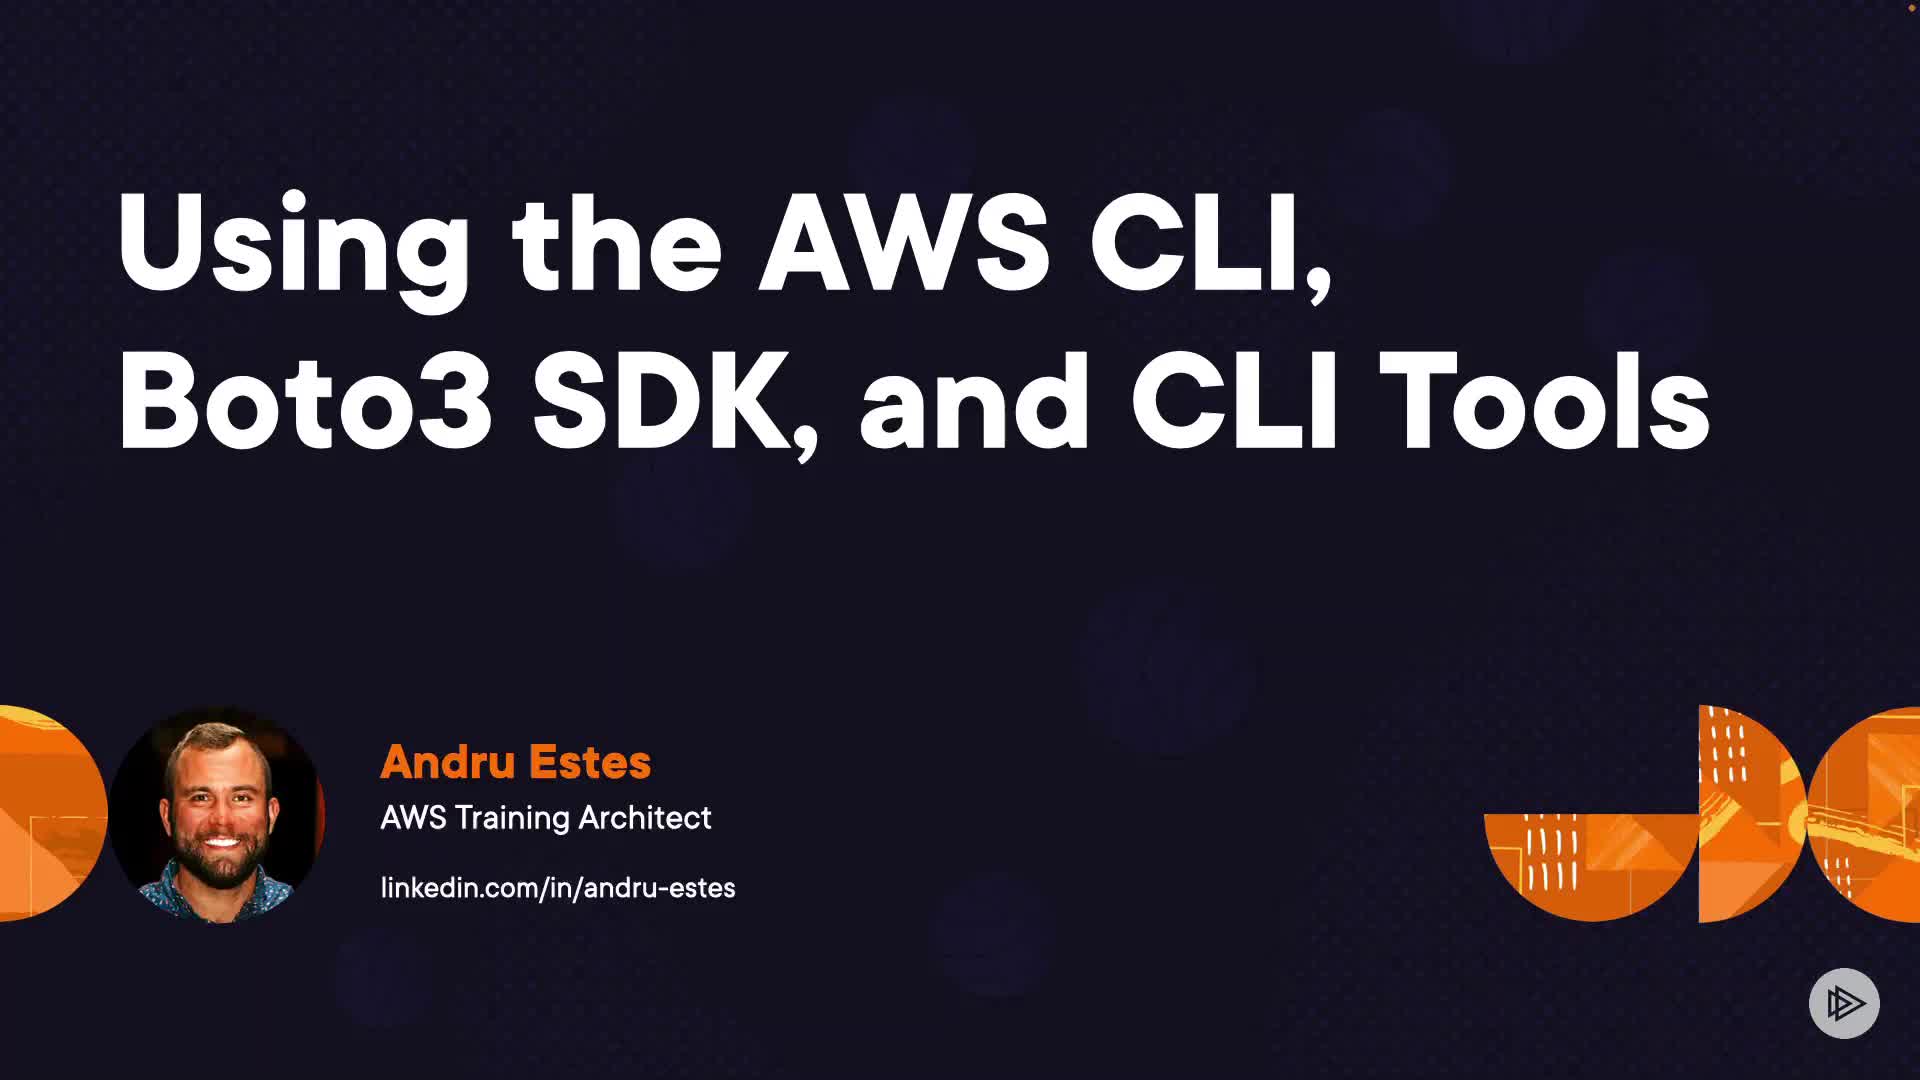 Using the AWS CLI,
Boto3 SDK, and CLI Tools
Andru Estes
AWS Training Architect
linkedin.com/in/andru-estes